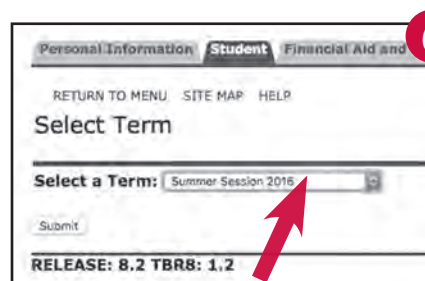 Personal Information Student Financial Aid and
RETURN TO MENU SITE MAP HELP
Select Term
Select a Term: Summer Session 2016
Submit
RELEASE: 8.2 TBR8: 1.2